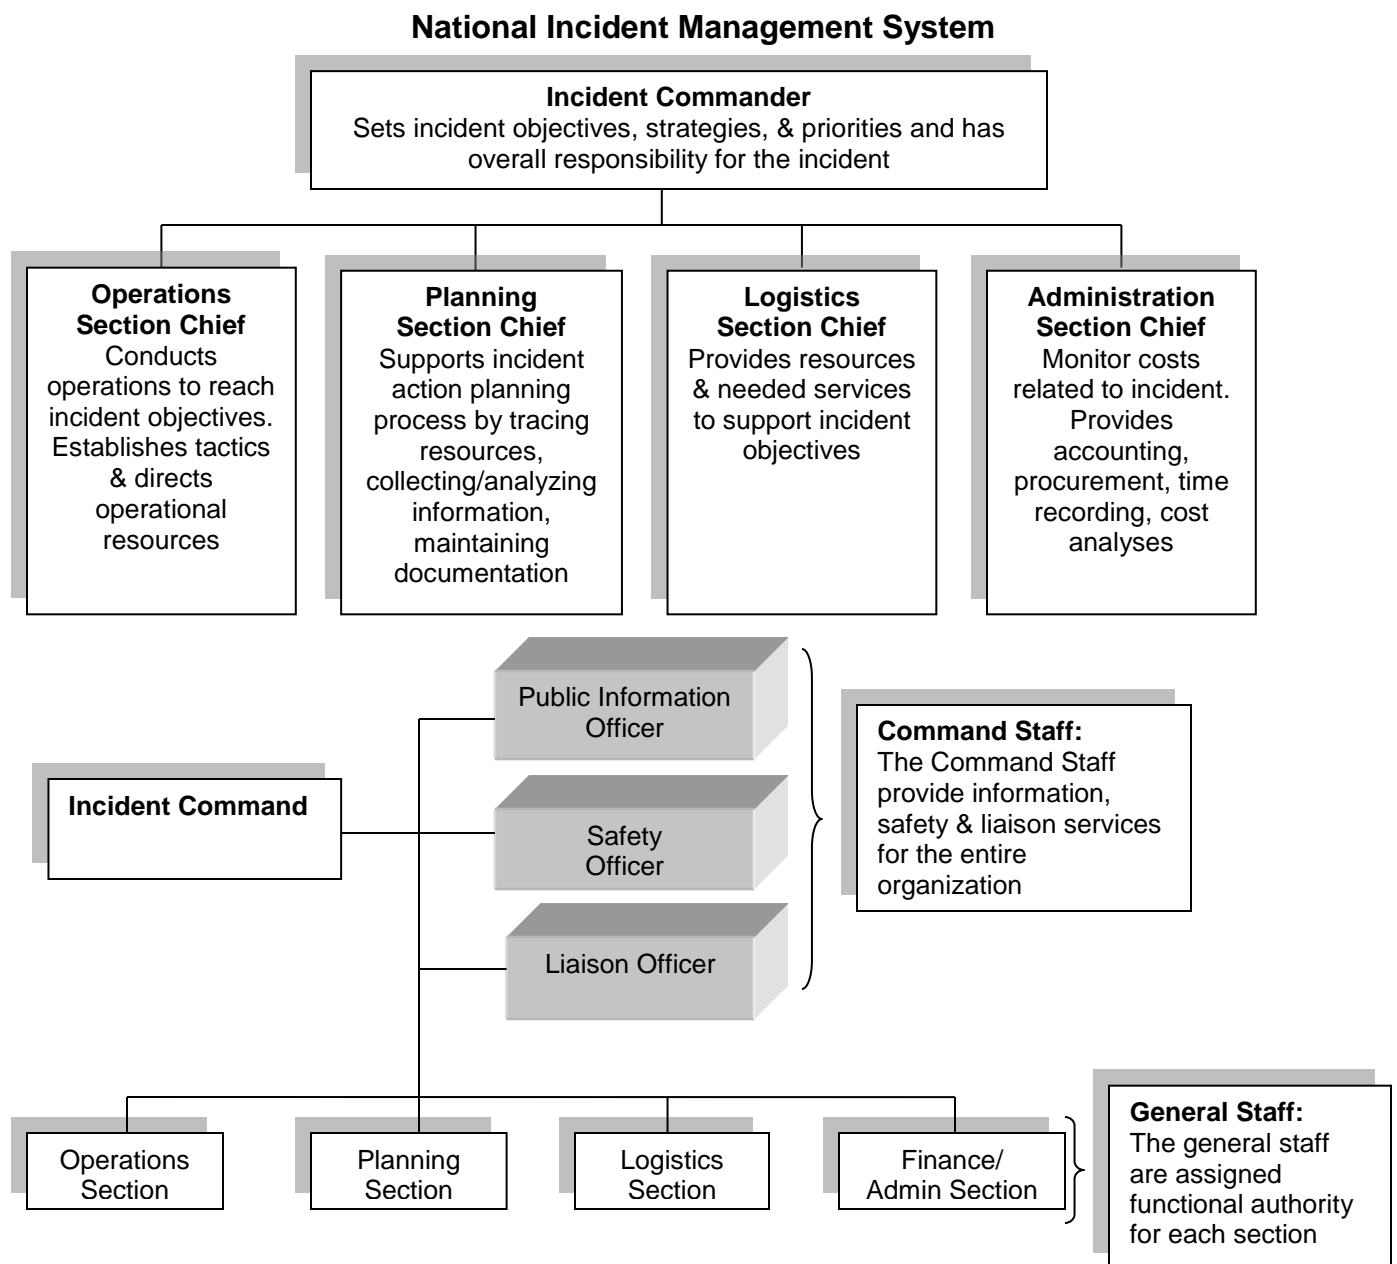 National Incident Management System
Incident Commander
Sets incident objectives, strategies, & priorities and has
overall responsibility for the incident
Operations
Section Chief
Conducts
operations to reach
incident objectives.
Establishes tactics
& directs
operational
resources
Planning
Section Chief
Supports incident
action planning
process by tracing
resources,
collecting/analyzing
information,
maintaining
documentation
Logistics
Section Chief
Provides resources
& needed services
to support incident
objectives
Administration
Section Chief
Monitor costs
related to incident.
Provides
accounting,
procurement, time
recording, cost
analyses
Public Information
Officer
Incident Command
Safety
Officer
Liaison Officer
Command Staff:
The Command Staff
provide information,
safety & liaison services
for the entire
organization
Operations
Section
Planning
Section
Logistics
Section
Finance/
Admin Section
General Staff:
The general staff
are assigned
functional authority
for each section